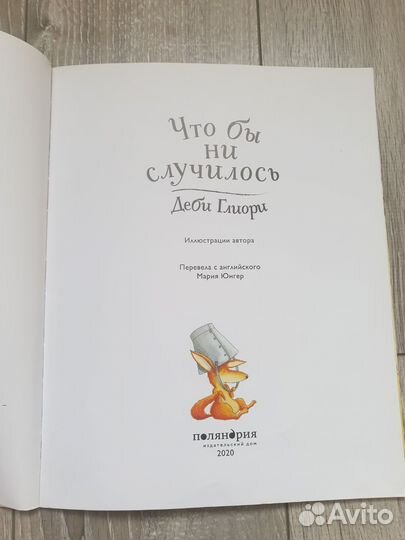 Что бы
ни
случилось
Деби Глиори
Иллюстрации автора
Перевела с английского
Мария Юнгер
поляндрия
издательский дом
2020
Avito